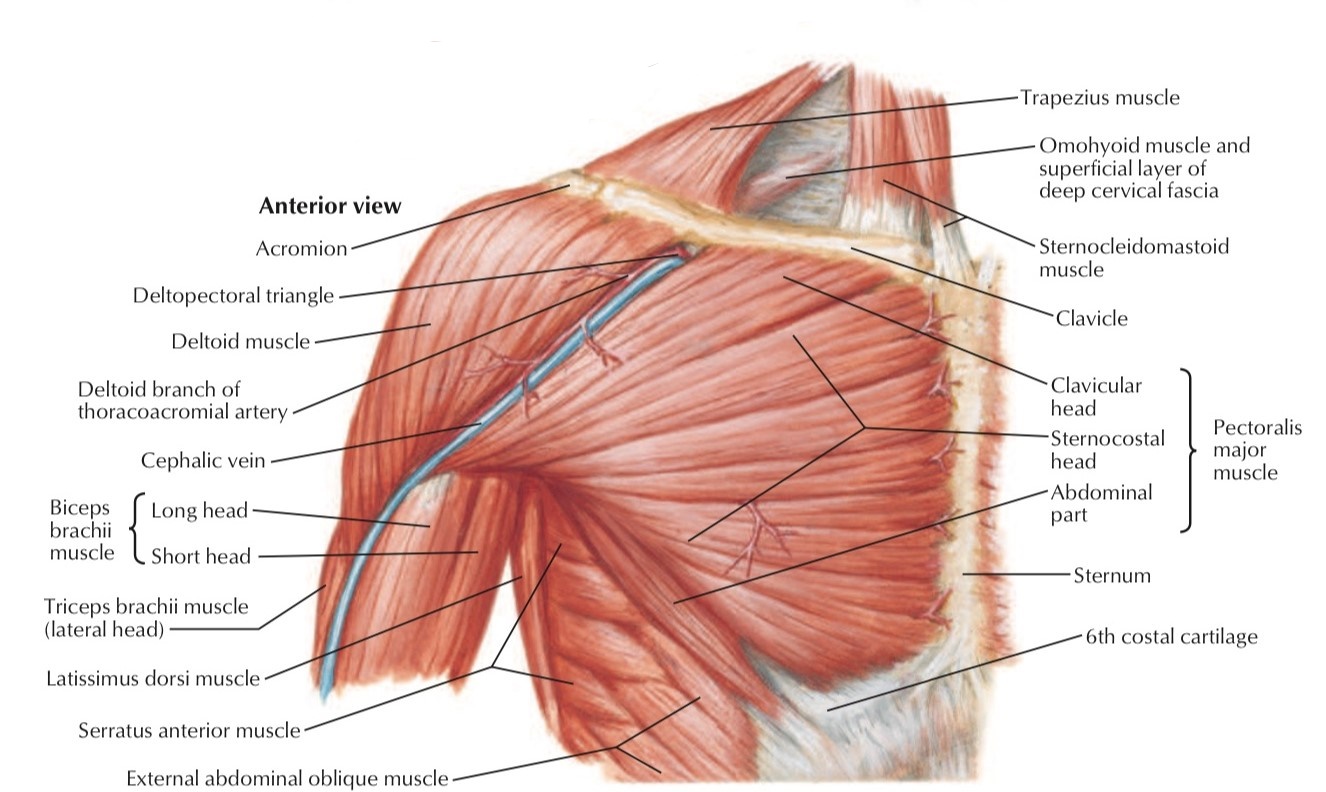 Anterior view
Acromion
Deltopectoral triangle
Deltoid muscle
Deltoid branch of
thoracoacromial artery
Cephalic vein
Biceps
brachii
muscle
Long head
Short head
Triceps brachii muscle
(lateral head)
Latissimus dorsi muscle
Serratus anterior muscle
External abdominal oblique muscle
Trapezius muscle
Omohyoid muscle and
superficial layer of
deep cervical fascia
Sternocleidomastoid
muscle
Clavicle
Clavicular
head
Sternocostal
head
Abdominal
part
Pectoralis
major
muscle
Sternum
6th costal cartilage